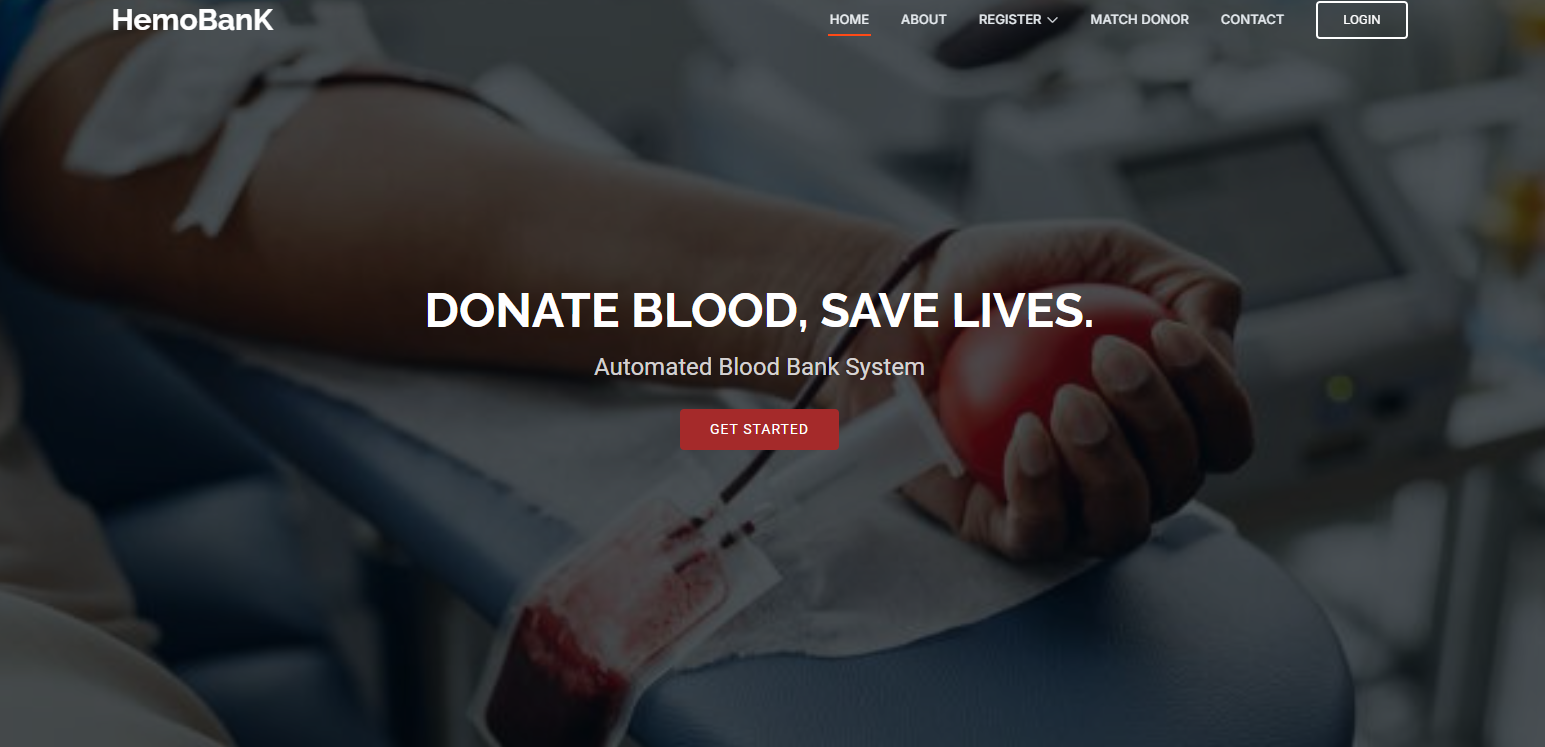 HemoBanK
HOME ABOUT REGISTER MATCH DONOR CONTACT LOGIN
DONATE BLOOD, SAVE LIVES.
Automated Blood Bank System
GET STARTED